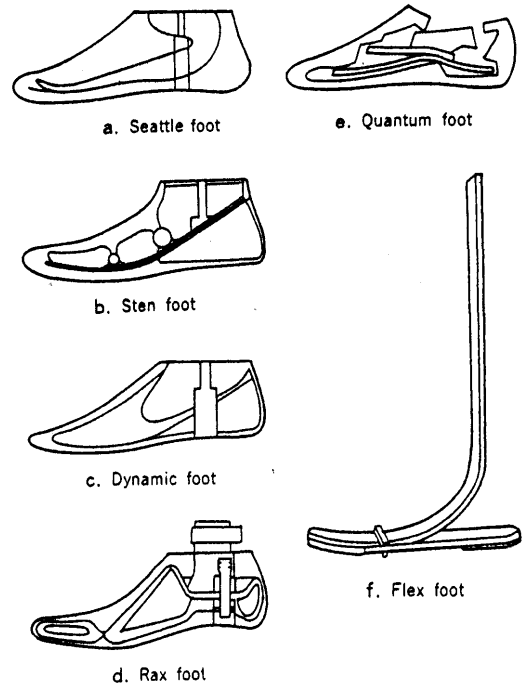 a. Seattle foot
b. Sten foot
c. Dynamic foot
d. Rax foot
e. Quantum foot
f. Flex foot